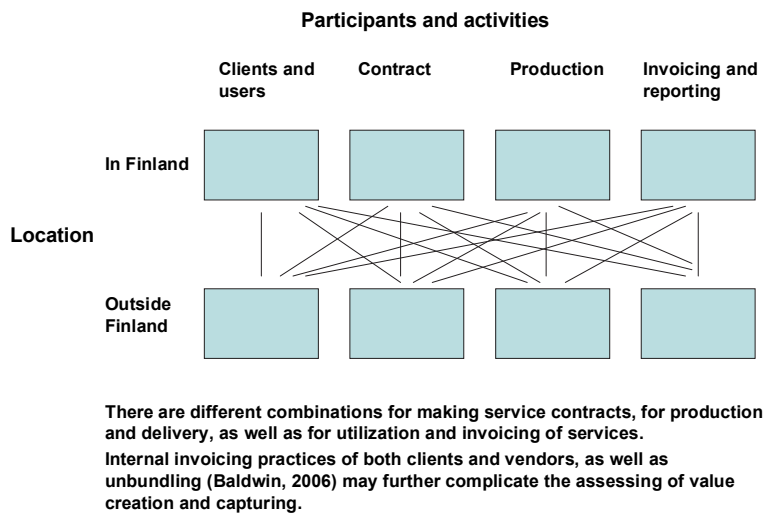 Participants and activities
Clients and users
Contract
Production
Invoicing and reporting
In Finland
Location
Outside Finland
There are different combinations for making service contracts, for production
and delivery, as well as for utilization and invoicing of services.
Internal invoicing practices of both clients and vendors, as well as
unbundling (Baldwin, 2006) may further complicate the assessing of value
creation and capturing.